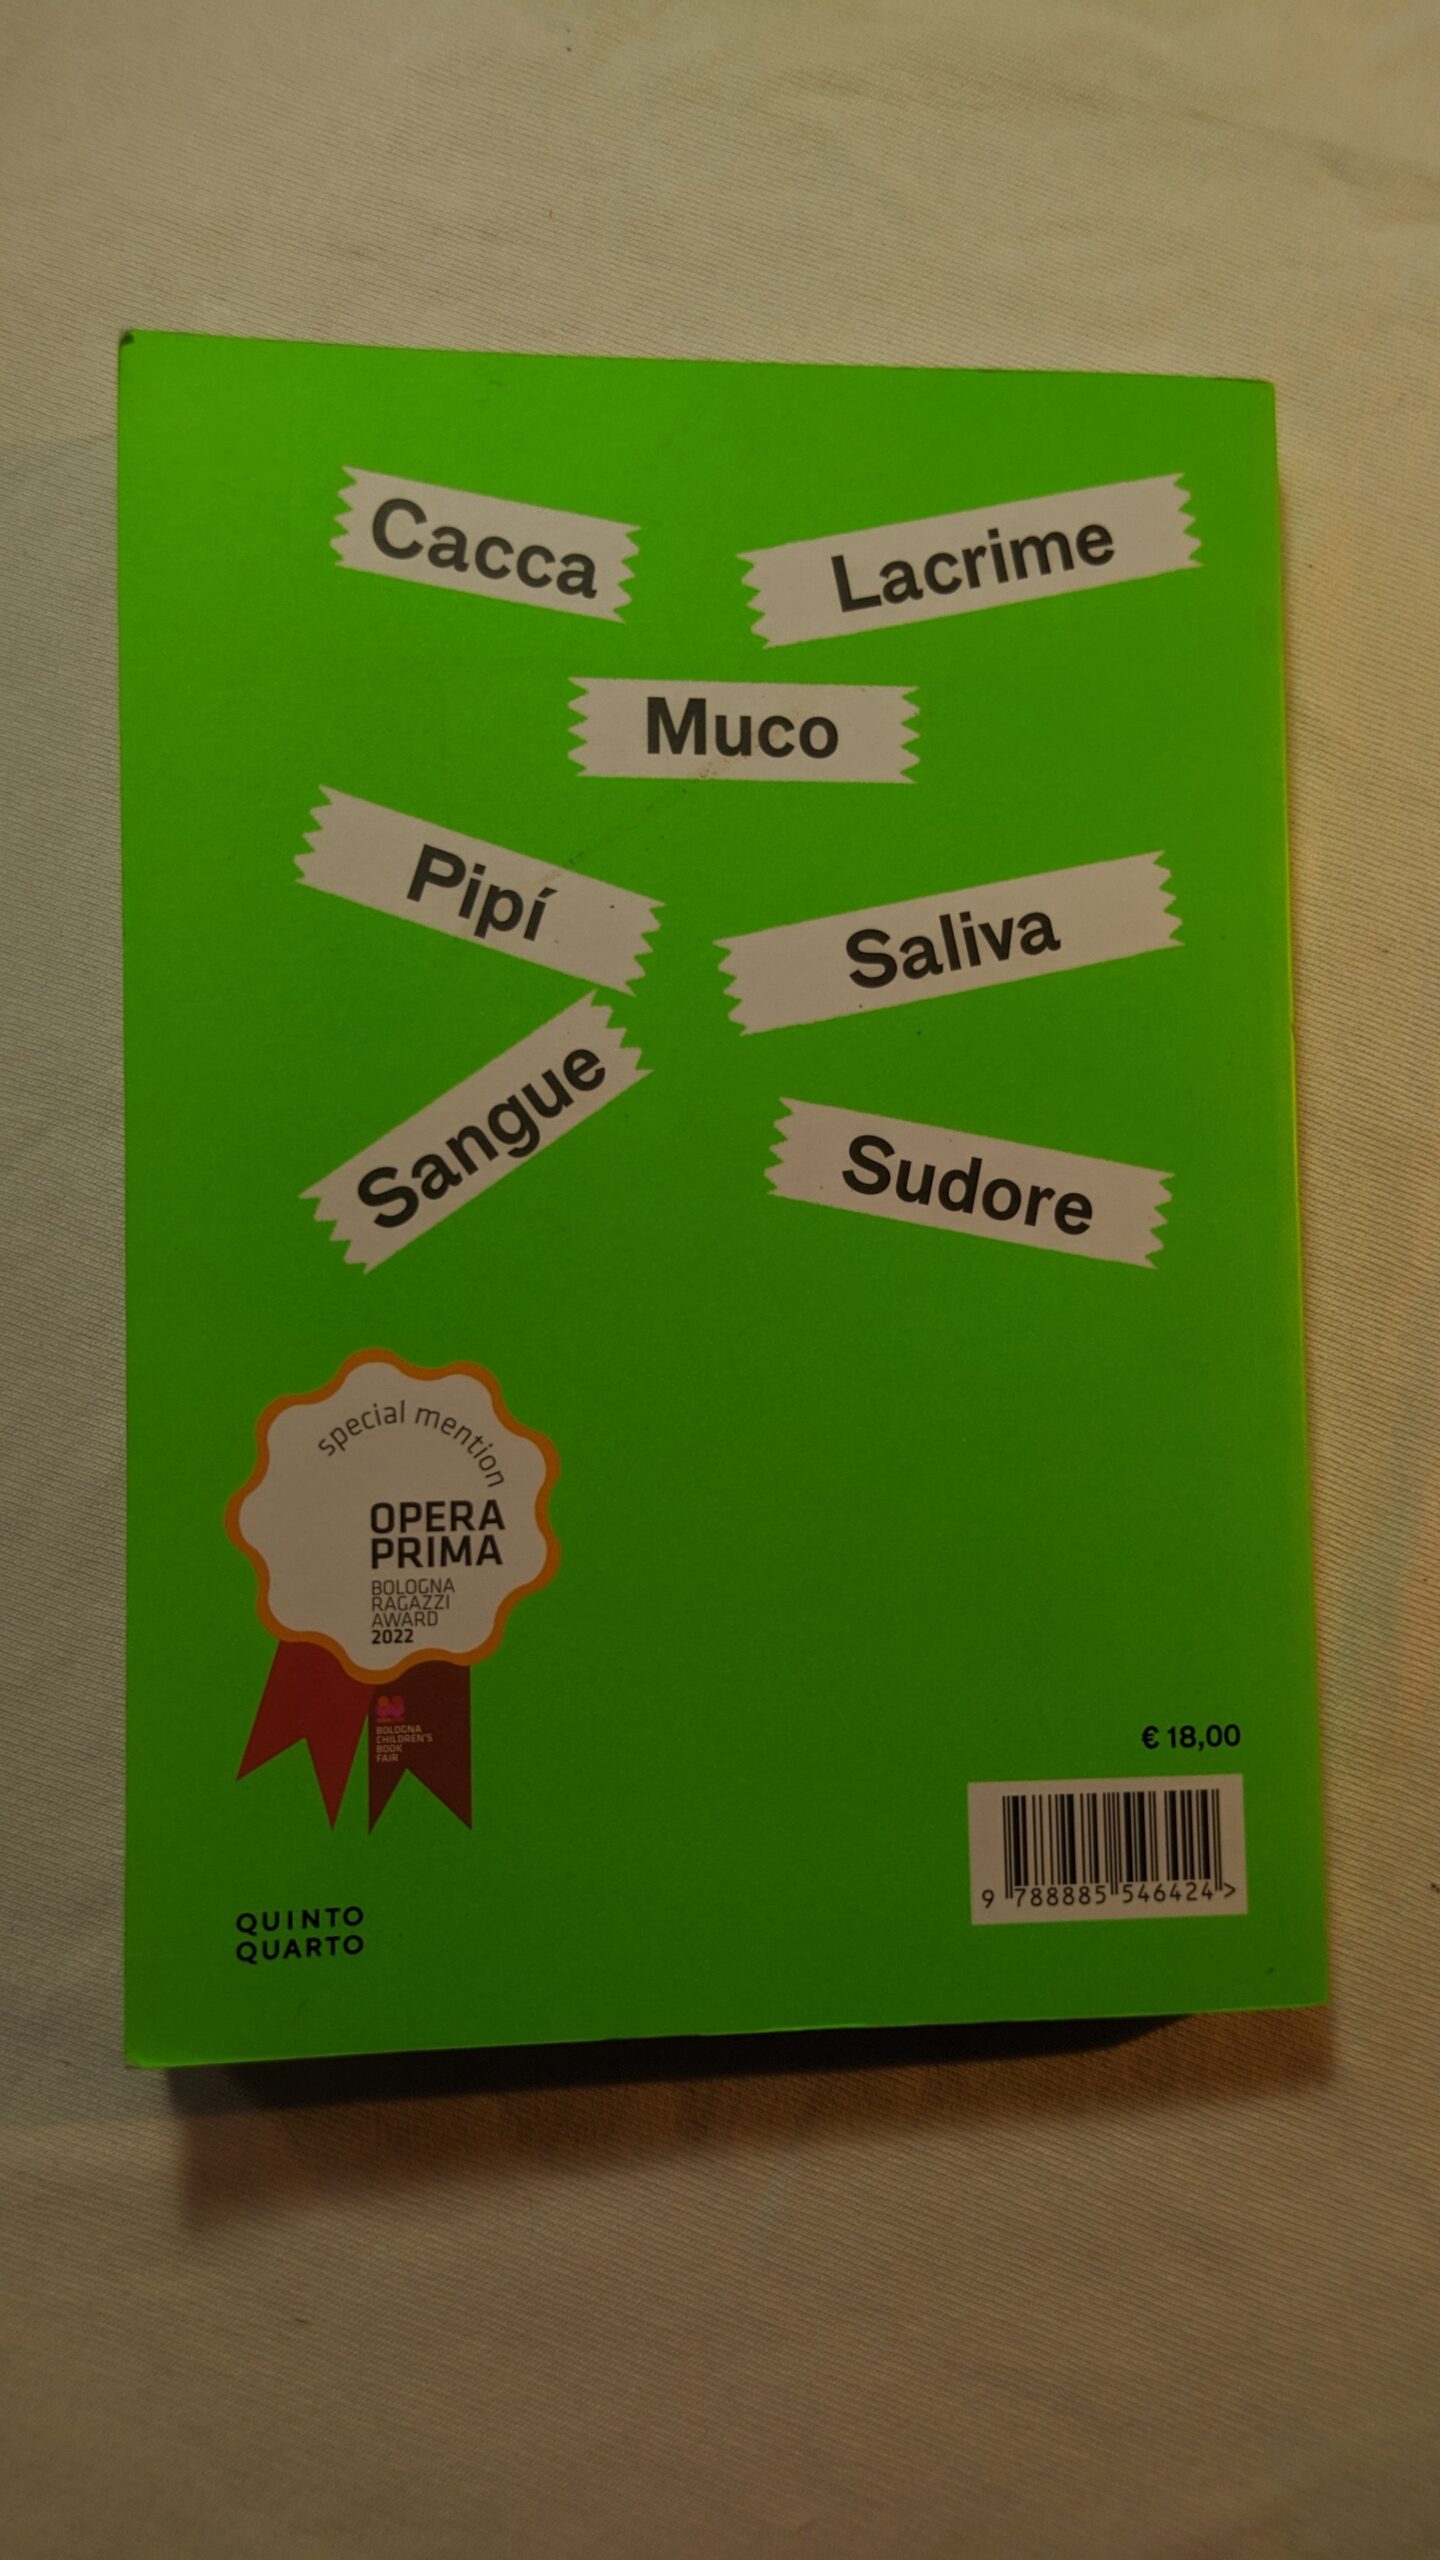 Cacca
Lacrime
Muco
Pipí
Saliva
Sangue
Sudore
special mention
OPERA
PRIMA
BOLOGNA
RAGAZZI
AWARD
2022
BOLOGNA
CHILDREN'S
BOOK
FAIR
€ 18,00
9 788885 546424 >
QUINTO
QUARTO